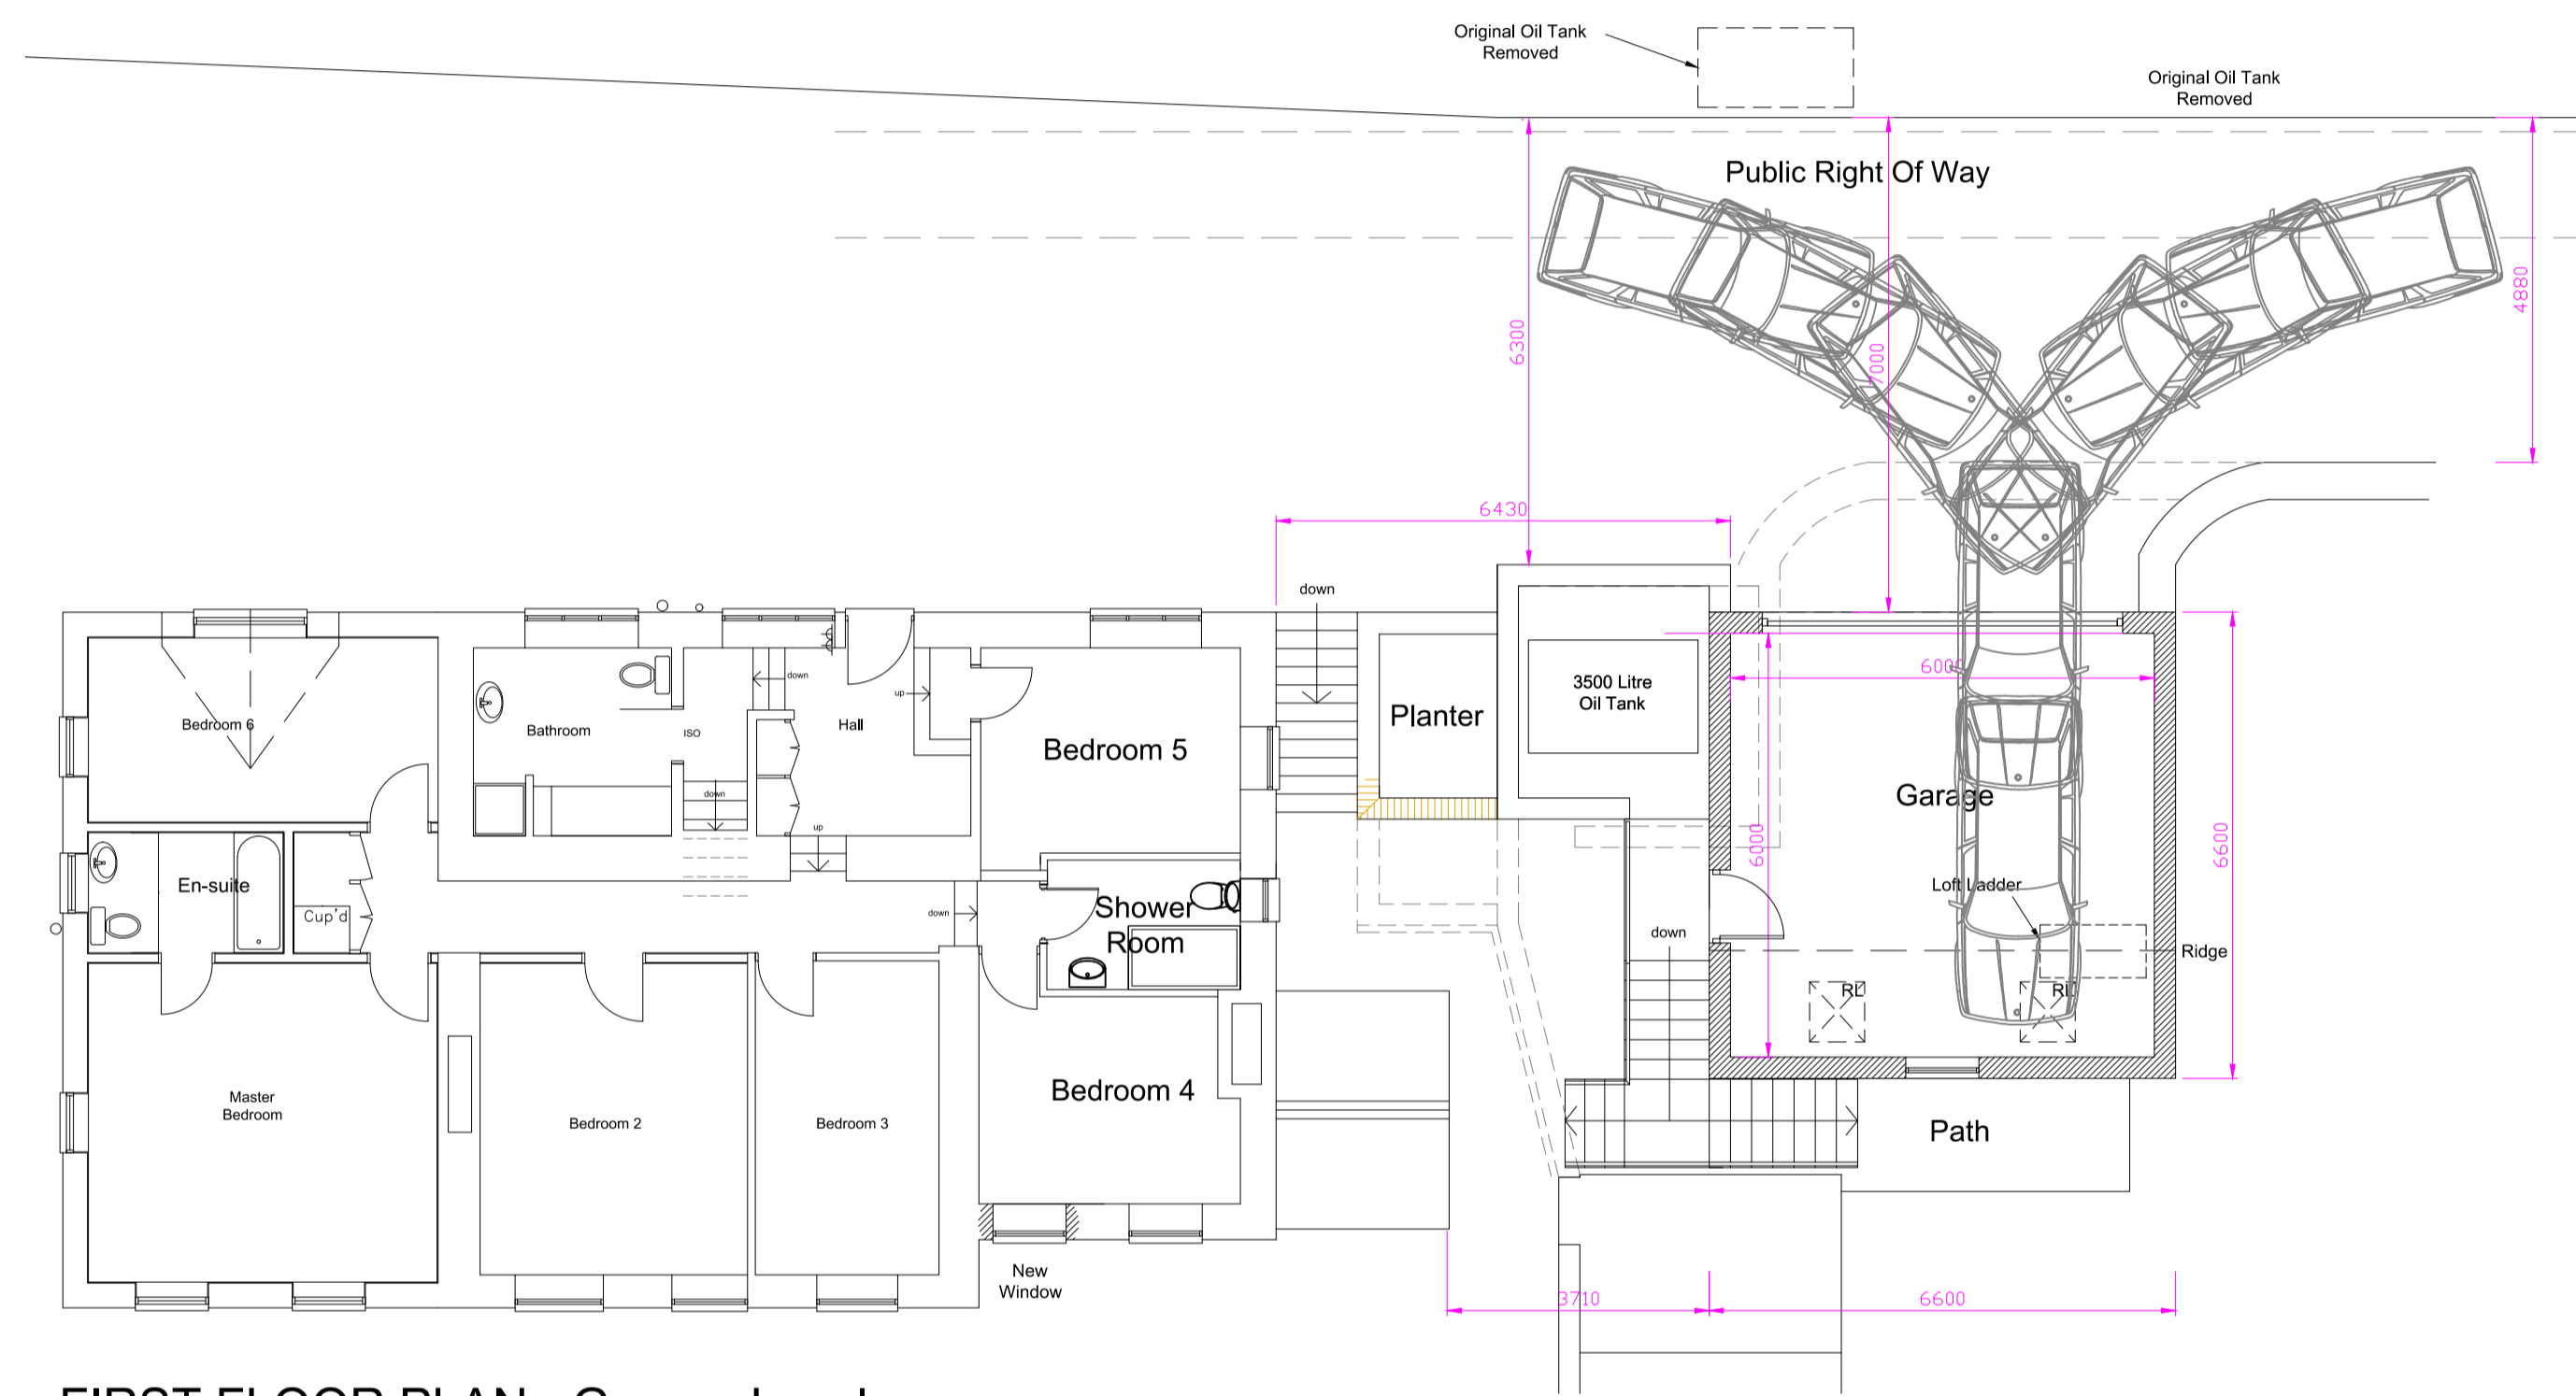 Original Oil Tank
Removed
Original Oil Tank
Removed
Public Right Of Way
4880
6300
7000
6430
down
6000
3500 Litre
Oil Tank
down
up
Bedroom 6
Bathroom
ISO
Hall
Planter
Bedroom 5
Garage
down
up
6000
6600
En-suite
Loft Ladder
Cup'd
down
Shower
Room
down
Ridge
RL
RL
Master
Bedroom
Bedroom 2
Bedroom 3
Bedroom 4
Path
New
Window
3710
6600